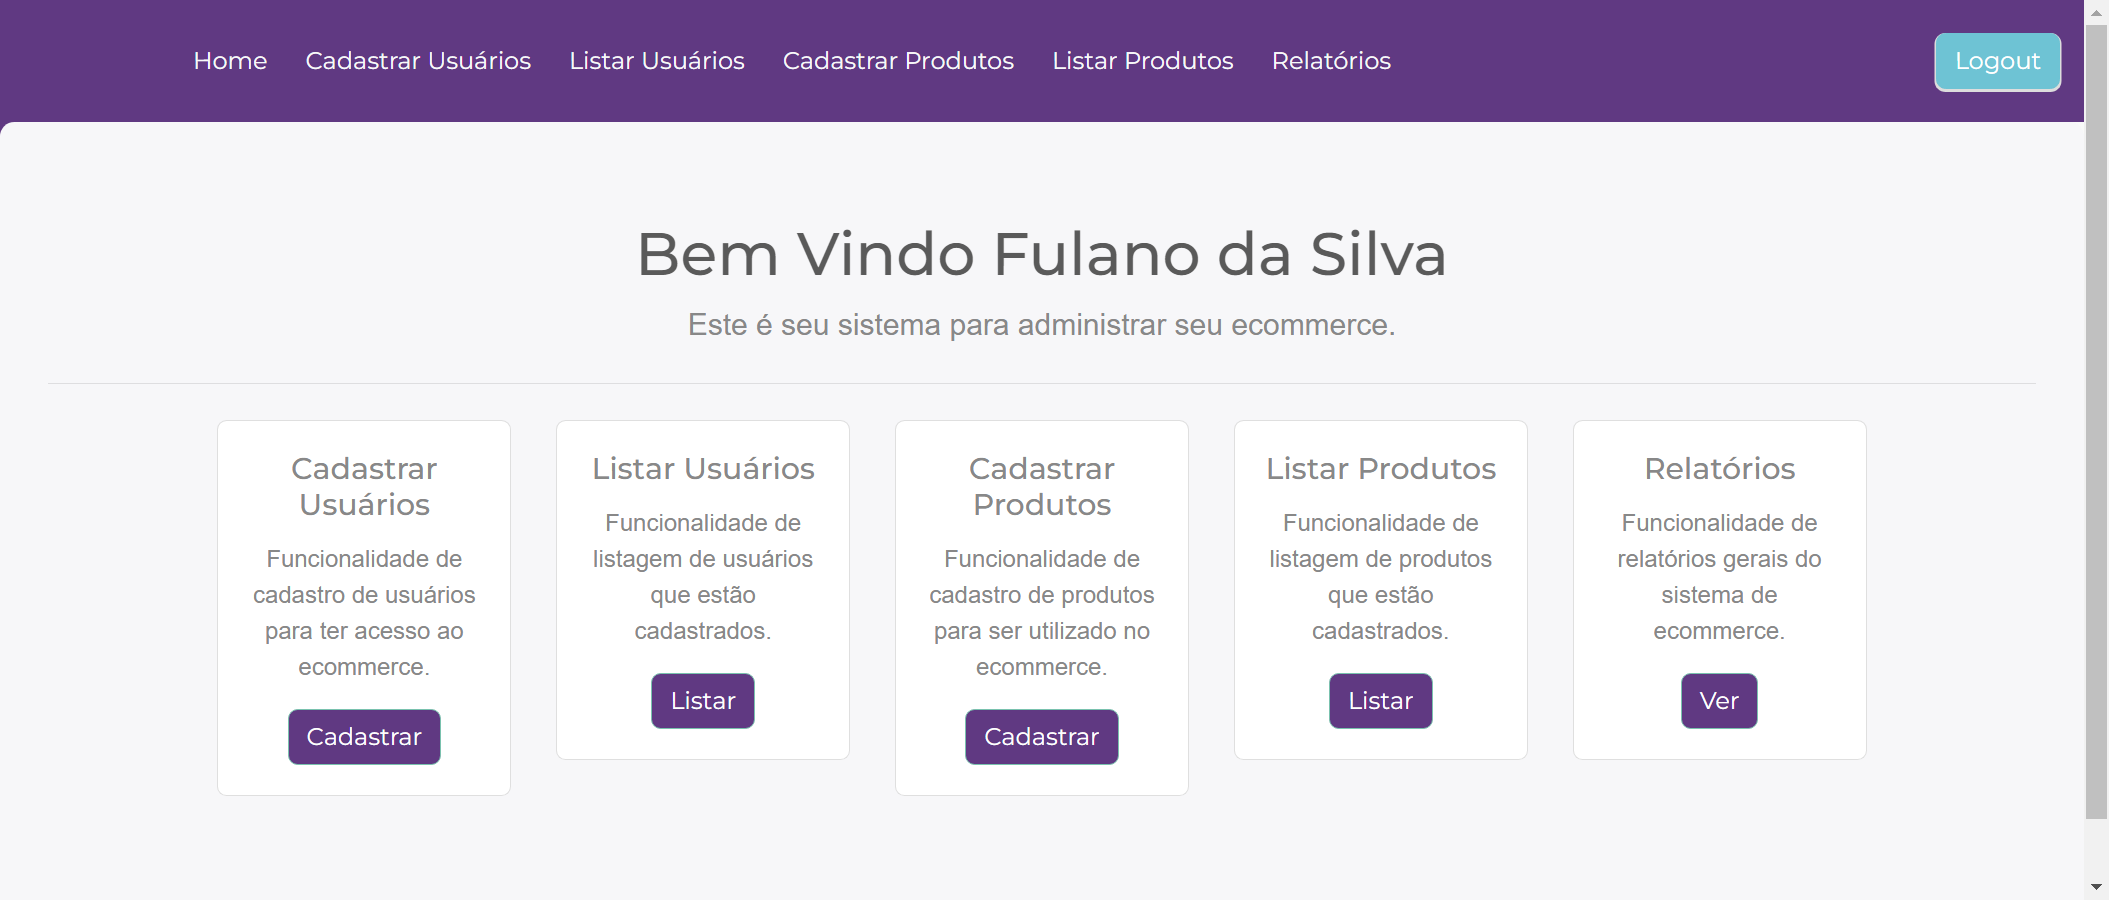 Home Cadastrar Usuários Listar Usuários Cadastrar Produtos Listar Produtos Relatórios Logout
Bem Vindo Fulano da Silva
Este é seu sistema para administrar seu ecommerce.
Cadastrar
Usuários
Funcionalidade de
cadastro de usuários
para ter acesso ao
ecommerce.
Cadastrar
Listar Usuários
Funcionalidade de
listagem de usuários
que estão
cadastrados.
Listar
Cadastrar
Produtos
Funcionalidade de
cadastro de produtos
para ser utilizado no
ecommerce.
Cadastrar
Listar Produtos
Funcionalidade de
listagem de produtos
que estão
cadastrados.
Listar
Relatórios
Funcionalidade de
relatórios gerais do
sistema de
ecommerce.
Ver